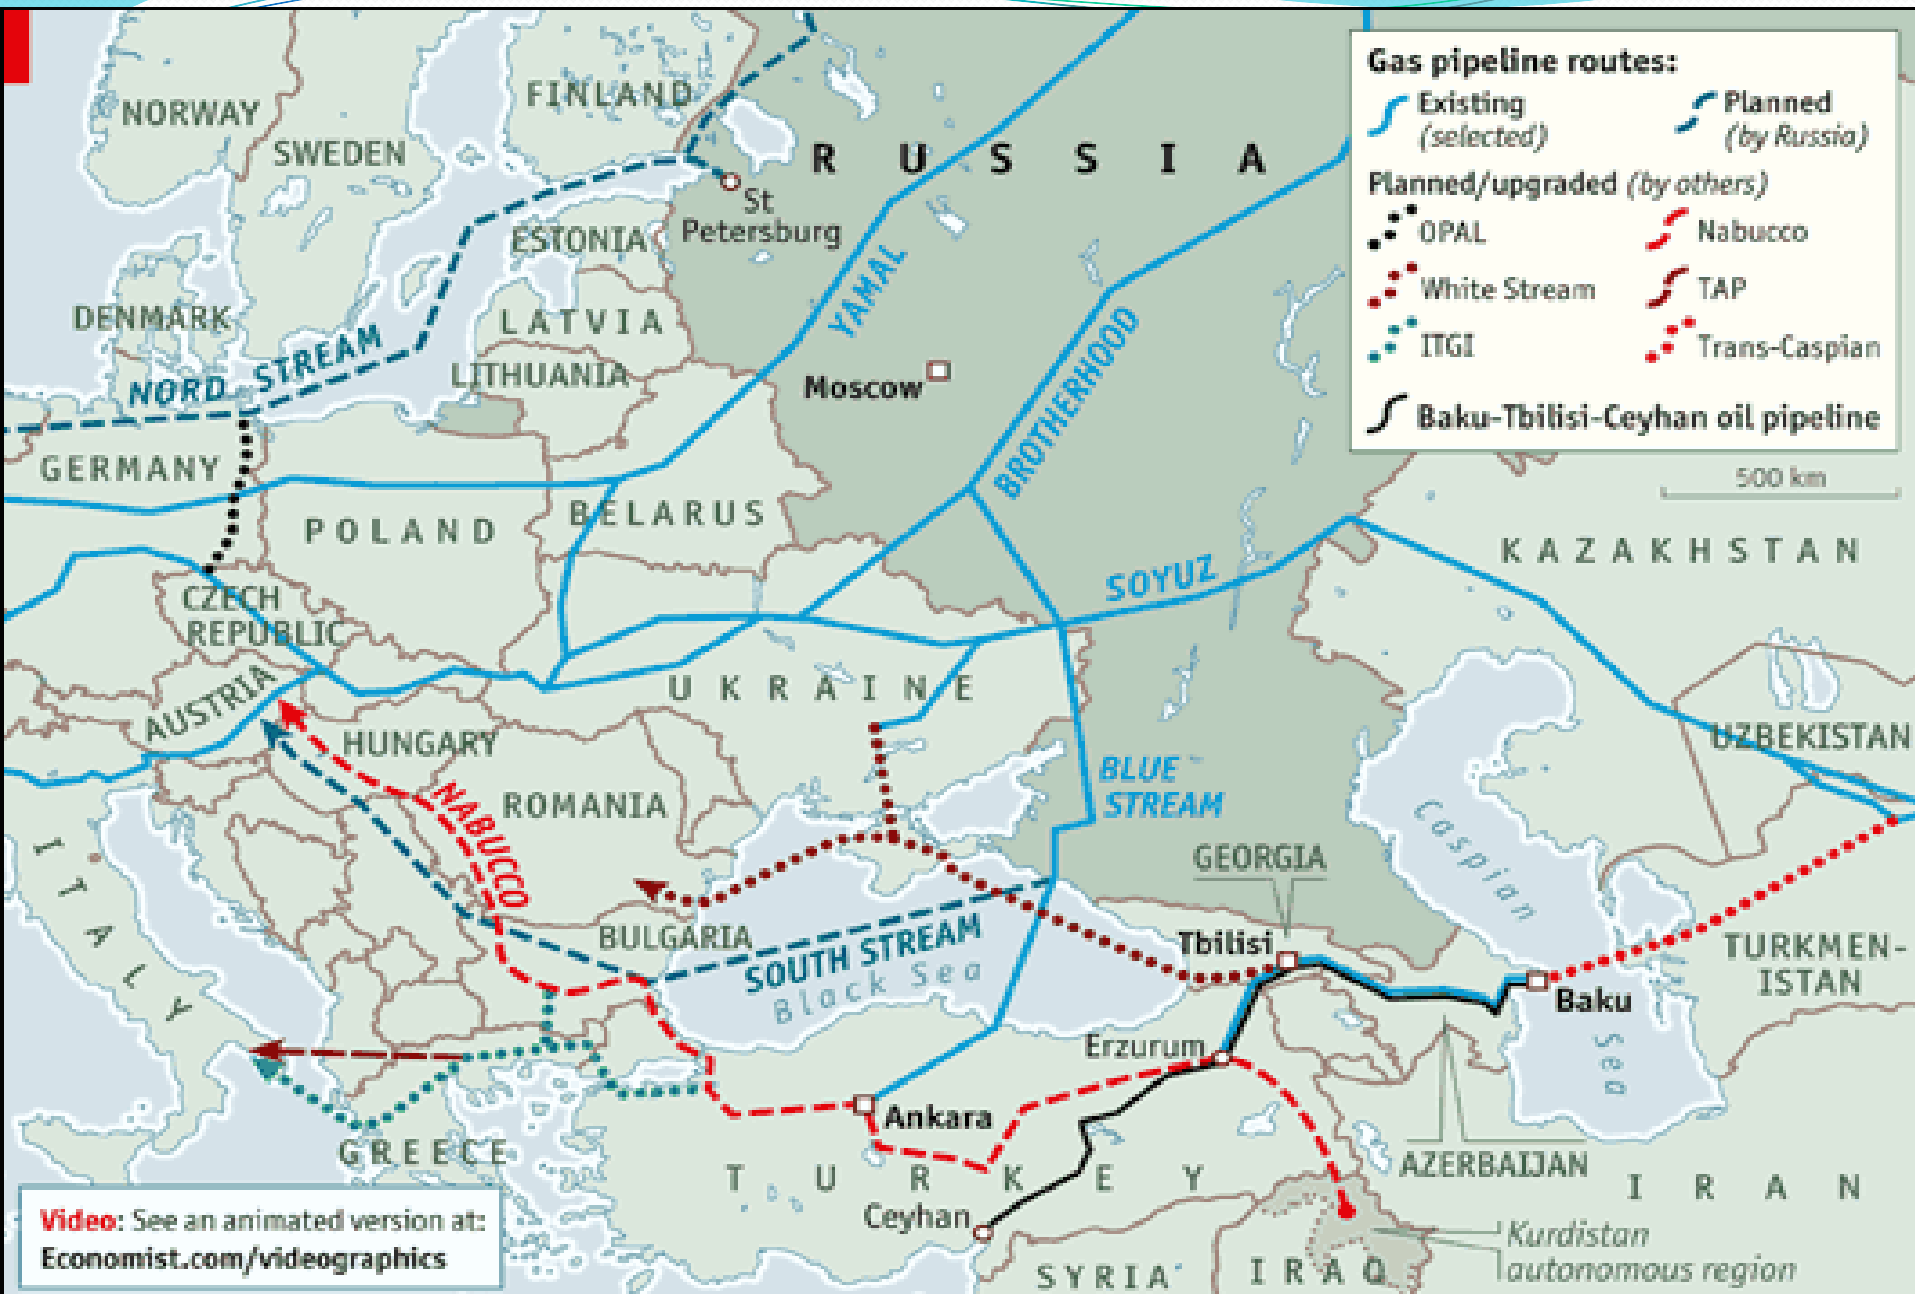 Gas pipeline routes:
Existing
(selected)
Planned
(by Russia)
Planned/upgraded (by others)
OPAL
Nabucco
White Stream
TAP
ITGI
Trans-Caspian
Baku-Tbilisi-Ceyhan oil pipeline
500 km
NORWAY
FINLAND
SWEDEN
RUSSIA
St
Petersburg
ESTONIA
DENMARK
LATVIA
YAMAL
NORD STREAM
LITHUANIA
Moscow
BROTHERHOOD
GERMANY
BELARUS
POLAND
KAZAKHSTAN
SOYUZ
CZECH
REPUBLIC
UKRAINE
AUSTRIA
HUNGARY
UZBEKISTAN
BLUE
STREAM
NABUCCO
ROMANIA
Caspian
Sea
GEORGIA
ITALY
BULGARIA
SOUTH STREAM
Black Sea
Tbilisi
Baku
TURKMEN-
ISTAN
Erzurum
Ankara
GREECE
TURKEY
AZERBAIJAN
IRAN
Ceyhan
Kurdistan
autonomous region
SYRIA
IRAQ
Video: See an animated version at:
Economist.com/videographics